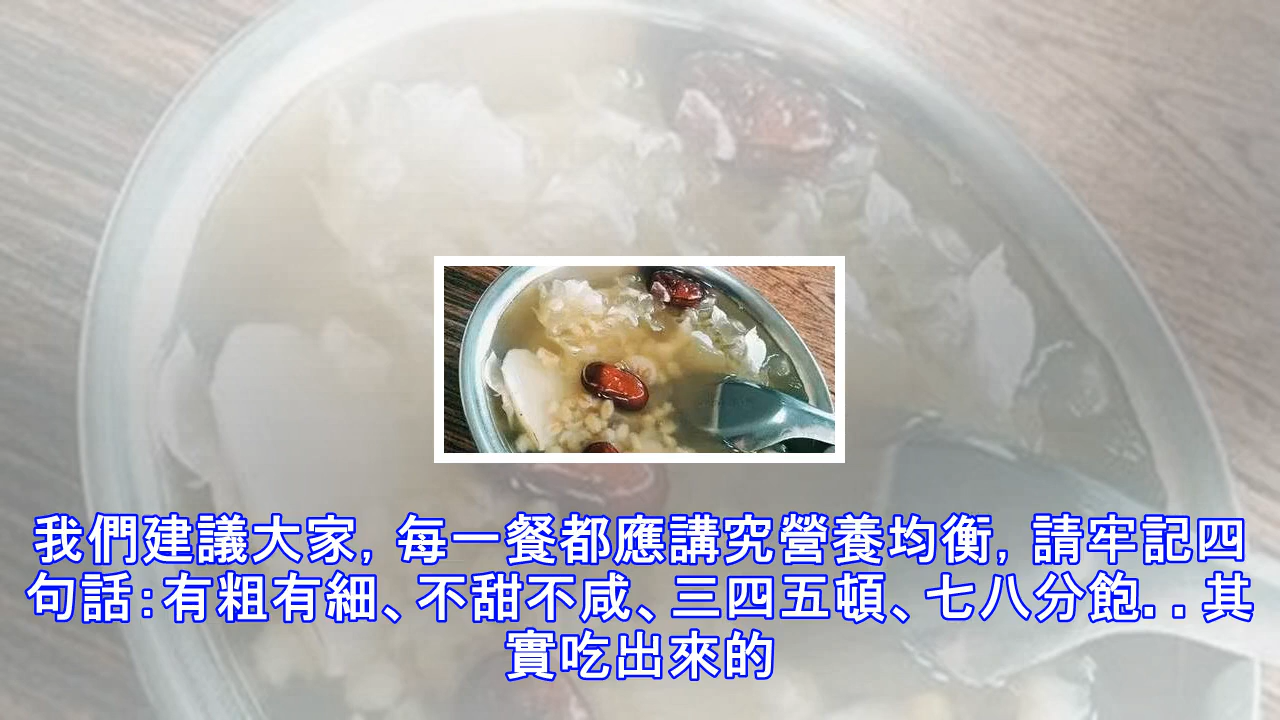 我們建議大家, 每一餐都應講究營養均衡, 請牢記四
句話:有粗有細、不甜不咸、三四五頓、七八分飽..其
實吃出來的